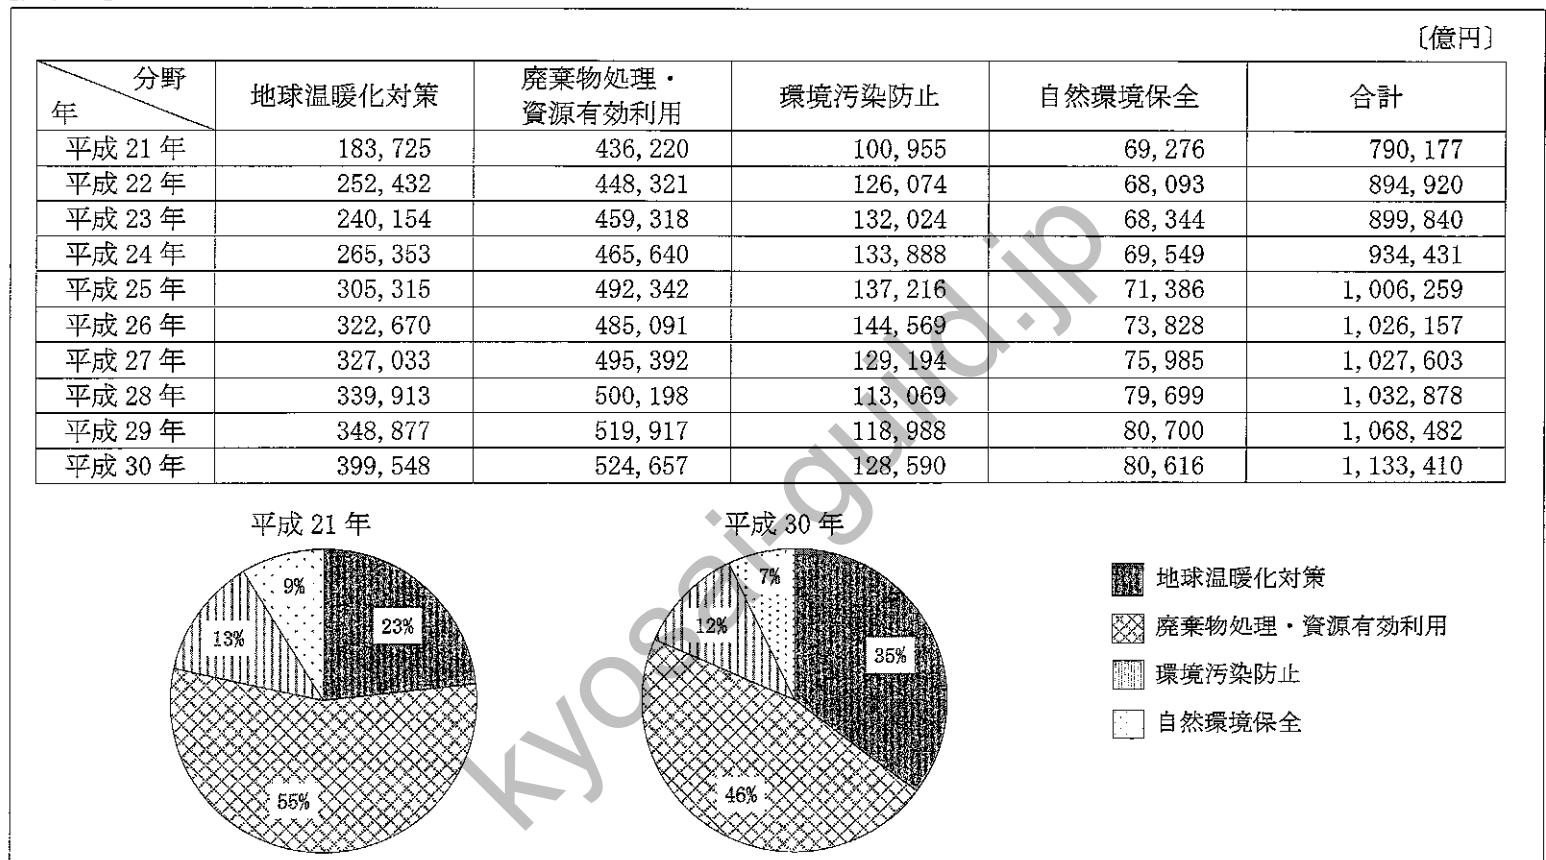 〔億円〕
分野
年
地球温暖化対策
廃棄物処理・
資源有効利用
環境汚染防止
自然環境保全
合計
平成 21 年 183,725 436,220 100,955 69,276 790,177
平成 22 年 252,432 448,321 126,074 68,093 894,920
平成 23 年 240,154 459,318 132,024 68,344 899,840
平成 24 年 265,353 465,640 133,888 69,549 934,431
平成 25 年 305,315 492,342 137,216 71,386 1,006,259
平成 26 年 322,670 485,091 144,569 73,828 1,026,157
平成 27 年 327,033 495,392 129,194 75,985 1,027,603
平成 28 年 339,913 500,198 113,069 79,699 1,032,878
平成 29 年 348,877 519,917 118,988 80,700 1,068,482
平成 30 年 399,548 524,657 128,590 80,616 1,133,410
平成 21 年
9%
23%
13%
55%
平成 30 年
7%
12%
35%
46%
地球温暖化対策
廃棄物処理・資源有効利用
環境汚染防止
自然環境保全
kyosai-guild.jp